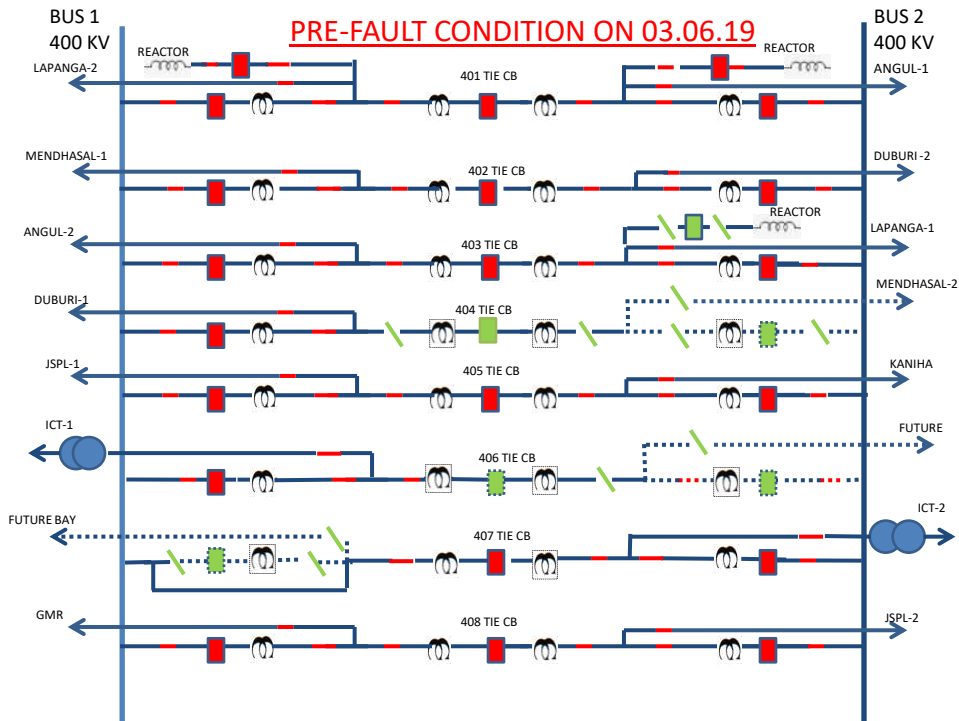 BUS 1
400 KV
PRE-FAULT CONDITION ON 03.06.19
BUS 2
400 KV
REACTOR
REACTOR
LAPANGA-2
401 TIE CB
ANGUL-1
MENDHASAL-1
402 TIE CB
DUBURI -2
REACTOR
ANGUL-2
403 TIE CB
LAPANGA-1
MENDHASAL-2
DUBURI-1
404 TIE CB
JSPL-1
405 TIE CB
KANIHA
ICT-1
406 TIE CB
FUTURE
ICT-2
FUTURE BAY
407 TIE CB
GMR
408 TIE CB
JSPL-2